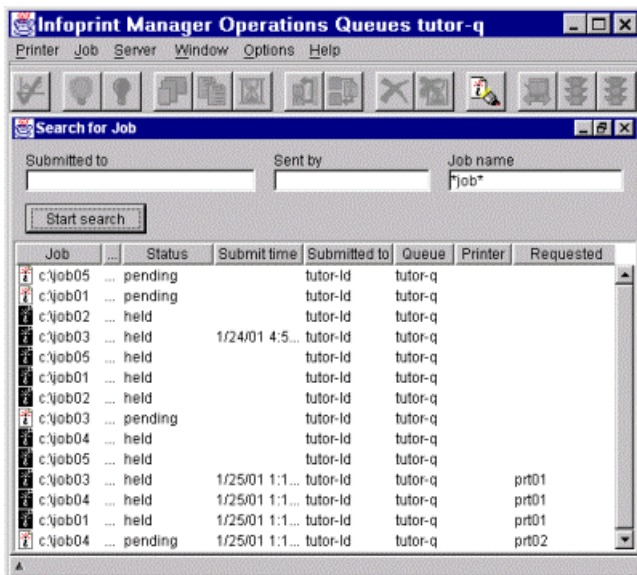 Infoprint Manager Operations Queues tutor-q
Printer Job Server Window Options Help
Search for Job
Submitted to Sent by Job name
*job*
Start search
Job ... Status Submit time Submitted to Queue Printer Requested
c:\job05 ... pending tutor-ld tutor-q
c:\job01 ... pending tutor-ld tutor-q
c:\job02 ... held tutor-ld tutor-q
c:\job03 ... held 1/24/01 4:5... tutor-ld tutor-q
c:\job05 ... held tutor-ld tutor-q
c:\job01 ... held tutor-ld tutor-q
c:\job02 ... held tutor-ld tutor-q
c:\job03 ... pending tutor-ld tutor-q
c:\job04 ... held tutor-ld tutor-q
c:\job05 ... held tutor-ld tutor-q
c:\job03 ... held 1/25/01 1:1... tutor-ld tutor-q prt01
c:\job04 ... held 1/25/01 1:1... tutor-ld tutor-q prt01
c:\job01 ... held 1/25/01 1:1... tutor-ld tutor-q prt01
c:\job04 ... pending 1/25/01 1:1... tutor-ld tutor-q prt02